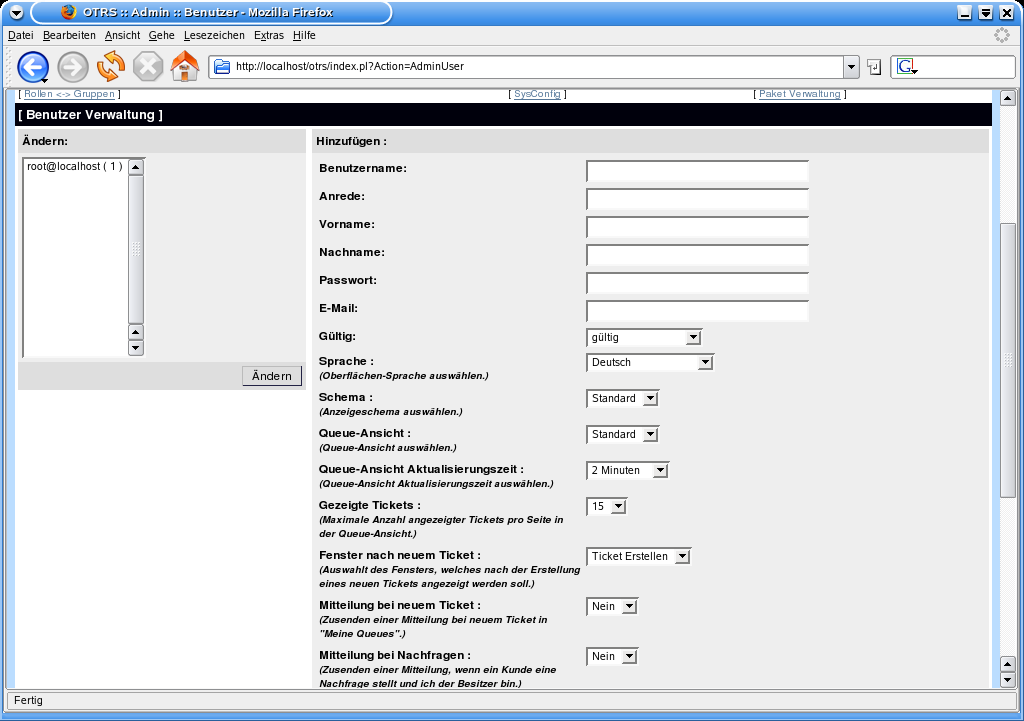 OTRS :: Admin :: Benutzer - Mozilla Firefox
Datei Bearbeiten Ansicht Gehe Lesezeichen Extras Hilfe
http://localhost/otrs/index.pl?Action=AdminUser
G
[ Rollen <-> Gruppen ] [ SysConfig ] [ Paket Verwaltung ]
[ Benutzer Verwaltung ]
Ändern:
root@localhost ( 1 )
Ändern
Hinzufügen :
Benutzername:
Anrede:
Vorname:
Nachname:
Passwort:
E-Mail:
Gültig: gültig
Sprache : Deutsch
(Oberflächen-Sprache auswählen.)
Schema : Standard
(Anzeigeschema auswählen.)
Queue-Ansicht : Standard
(Queue-Ansicht auswählen.)
Queue-Ansicht Aktualisierungszeit : 2 Minuten
(Queue-Ansicht Aktualisierungszeit auswählen.)
Gezeigte Tickets : 15
(Maximale Anzahl angezeigter Tickets pro Seite in
der Queue-Ansicht.)
Fenster nach neuem Ticket : Ticket Erstellen
(Auswahlt des Fensters, welches nach der Erstellung
eines neuen Tickets angezeigt werden soll.)
Mitteilung bei neuem Ticket : Nein
(Zusenden einer Mitteilung bei neuem Ticket in
"Meine Queues".)
Mitteilung bei Nachfragen : Nein
(Zusenden einer Mitteilung, wenn ein Kunde eine
Nachfrage stellt und ich der Besitzer bin.)
Fertig